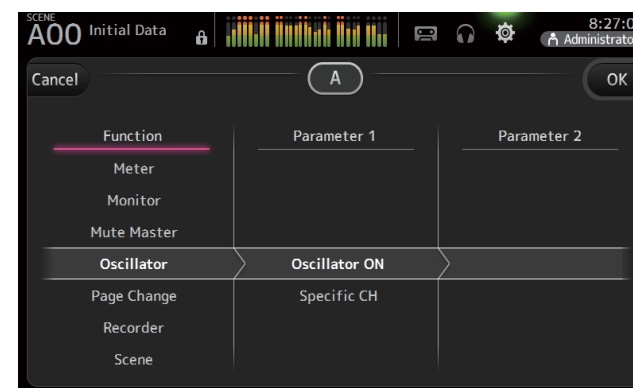 SCENE
A00 Initial Data
8:27:0
Administrato
Cancel
A
OK
Function
Parameter 1
Parameter 2
Meter
Monitor
Mute Master
Oscillator
Oscillator ON
Page Change
Specific CH
Recorder
Scene